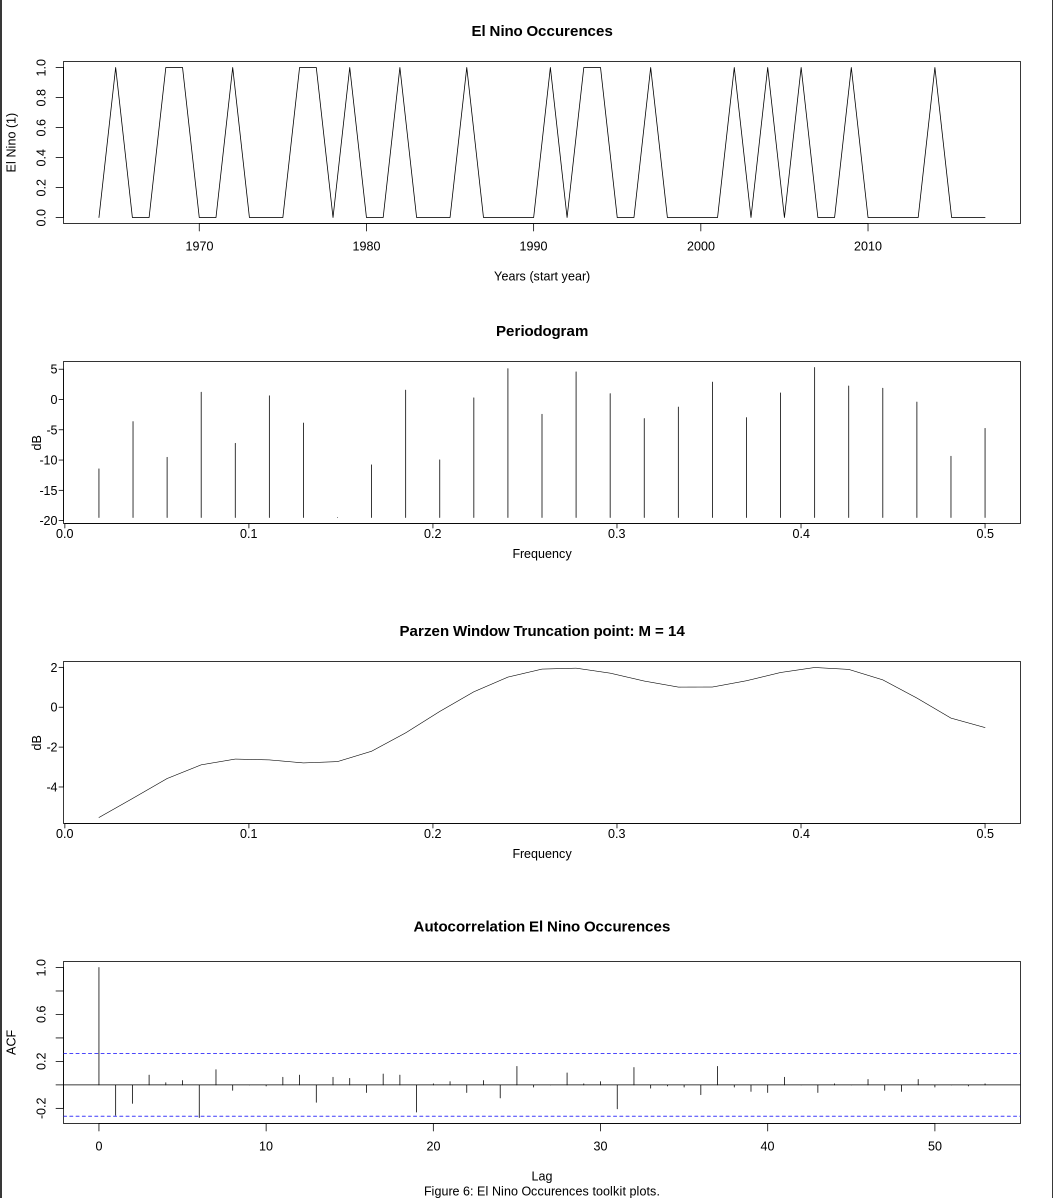 El Nino Occurences
El Nino (1)
1.0
0.8
0.6
0.4
0.2
0.0
1970 1980 1990 2000 2010
Years (start year)
Periodogram
dB
5
0
-5
-10
-15
-20
0.0 0.1 0.2 0.3 0.4 0.5
Frequency
Parzen Window Truncation point: M = 14
dB
2
0
-2
-4
0.0 0.1 0.2 0.3 0.4 0.5
Frequency
Autocorrelation El Nino Occurences
ACF
1.0
0.6
0.2
-0.2
0 10 20 30 40 50
Lag
Figure 6: El Nino Occurences toolkit plots.